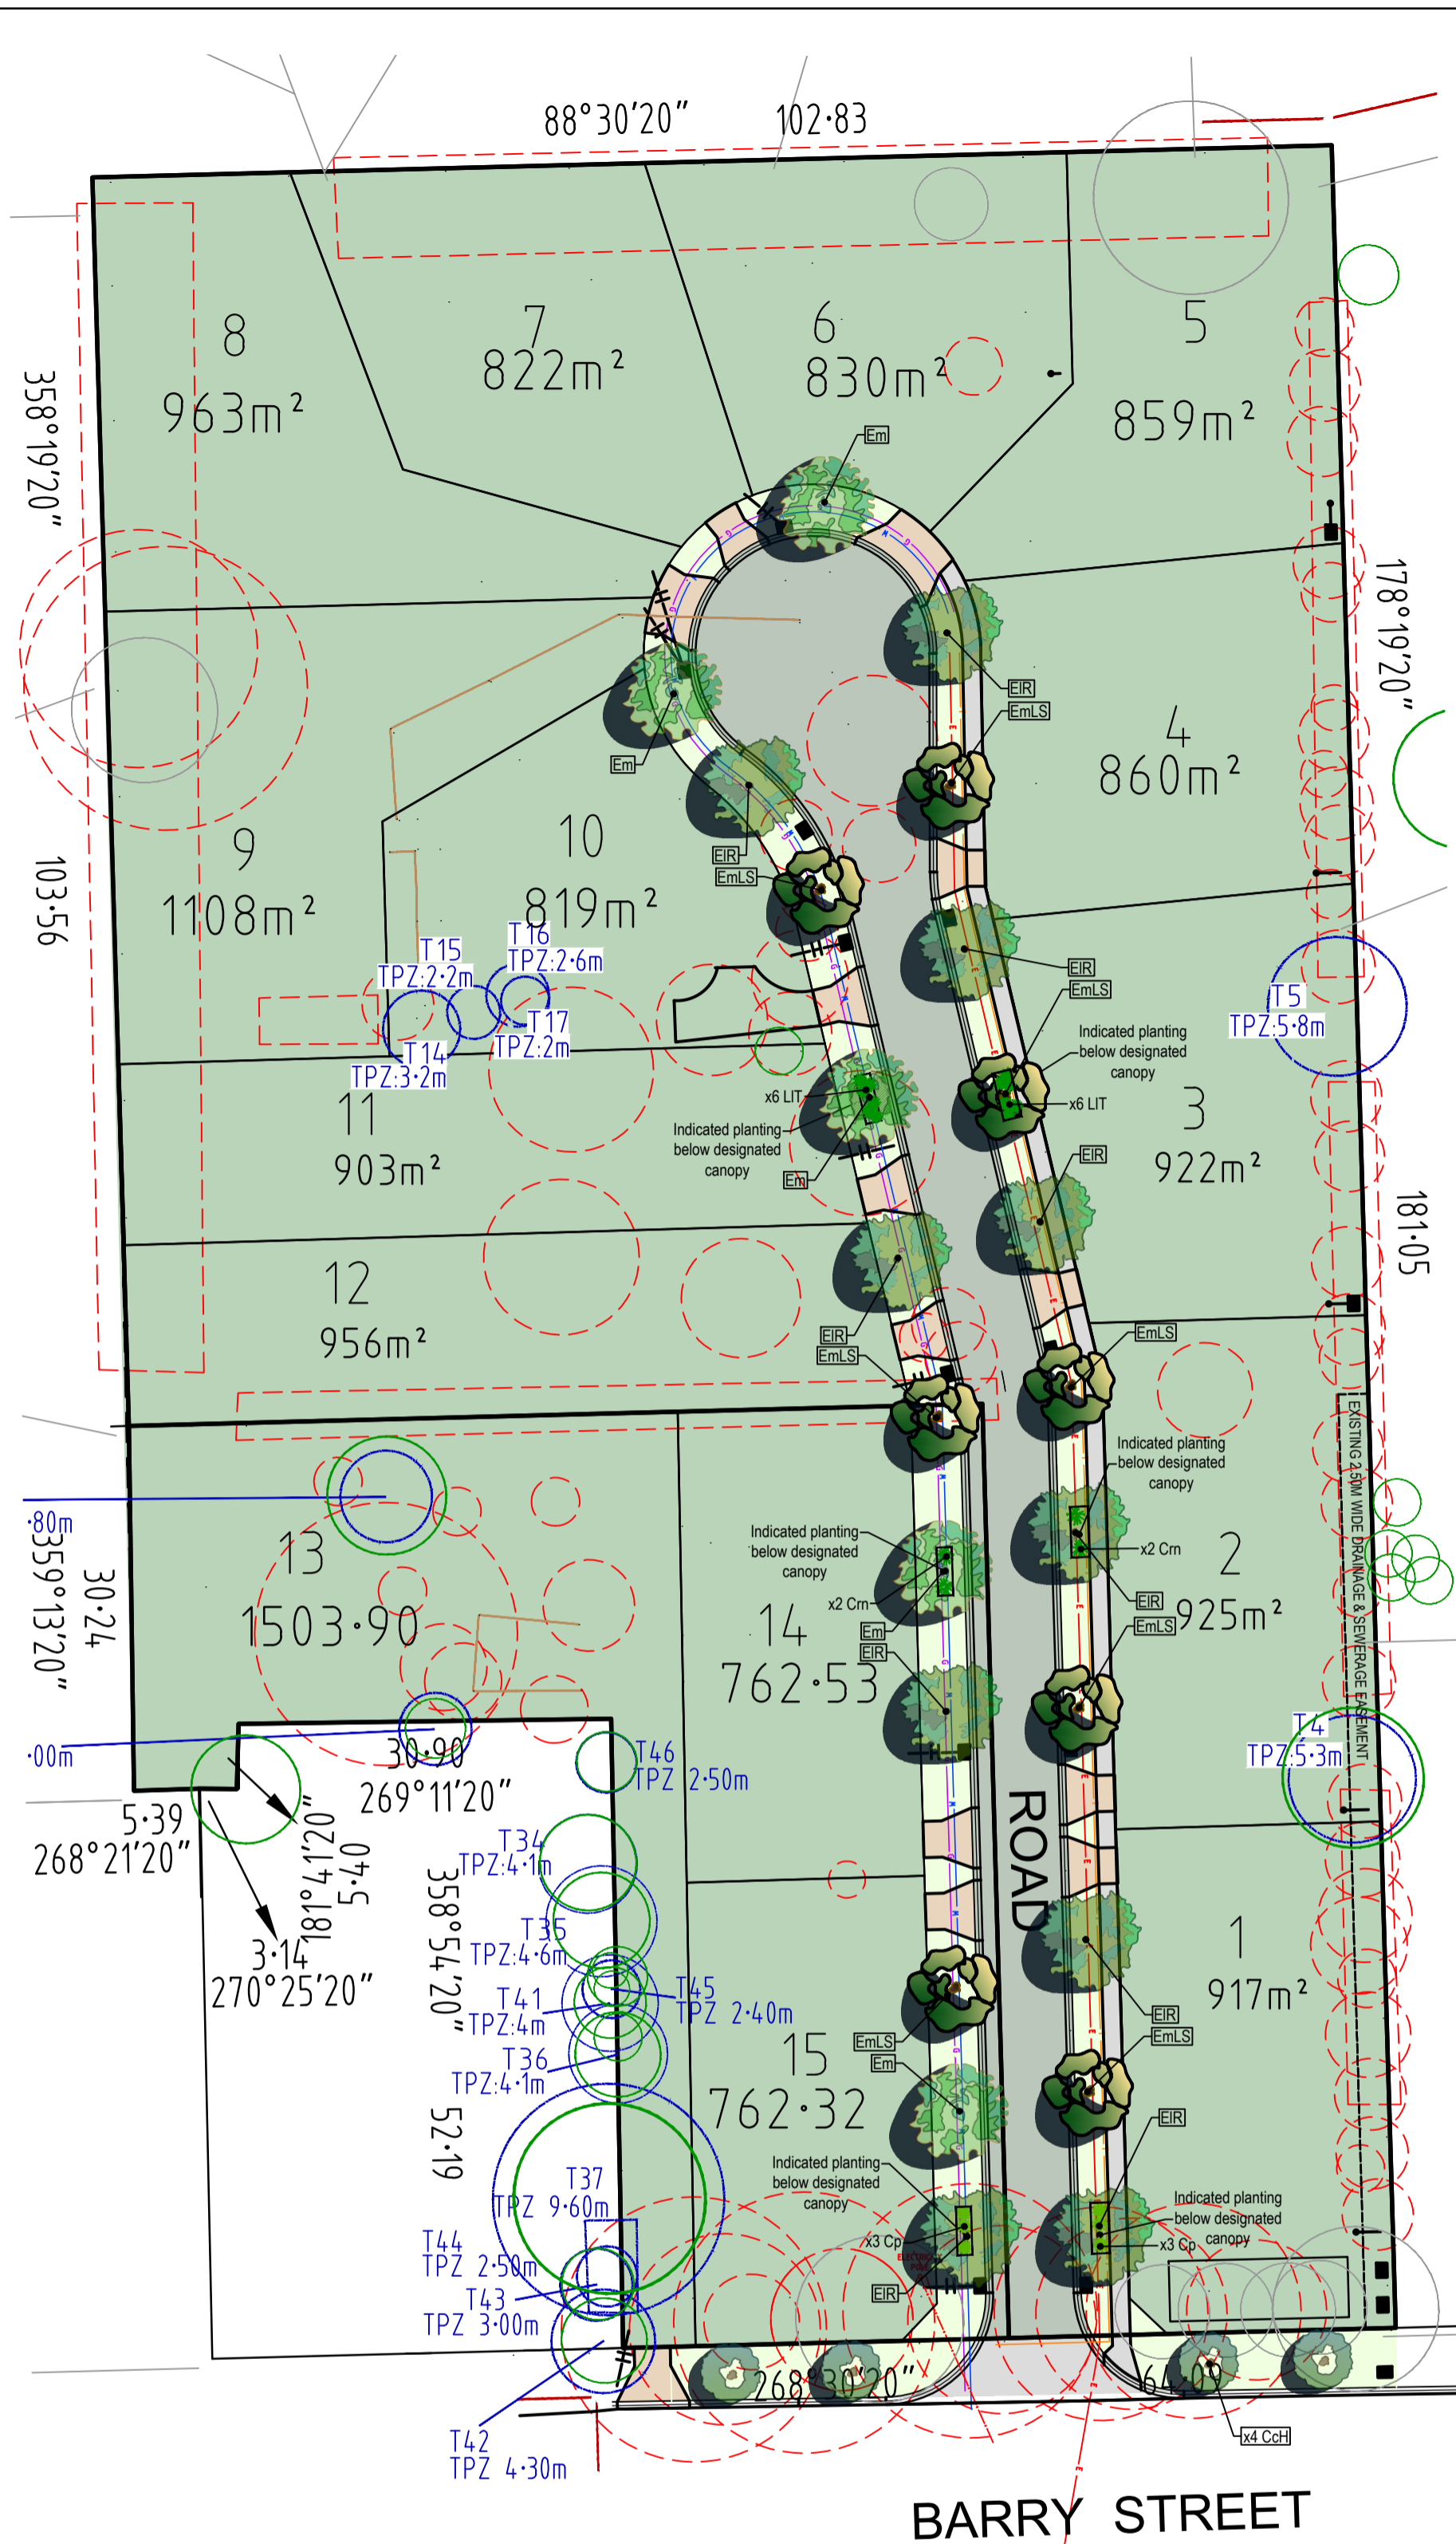 88°30'20" 102·83
8
963m²
7
822m²
6
830m²
5
859m²
358°19'20"
103·56
178°19'20"
181·05
Em
EIR
EmLS
4
860m²
Em
9
1108m²
10
819m²
EIR
EmLS
T15
TPZ:2·2m
T16
TPZ:2·6m
T17
TPZ:2m
T14
TPZ:3·2m
EIR
EmLS
Indicated planting
below designated
canopy
x6 LIT
T5
TPZ:5·8m
11
903m²
x6 LIT
Indicated planting
below designated
canopy
Em
3
922m²
EIR
12
956m²
EIR
EmLS
EmLS
EXISTING 2.50M WIDE DRAINAGE & SEWERAGE EASEMENT
Indicated planting
below designated
canopy
x2 Crn
EIR
EmLS
2
925m²
·80m
359°13'20"
30·24
13
1503·90
Indicated planting
below designated
canopy
x2 Crn
Em
EIR
14
762·53
·00m
30·90
269°11'20"
5·39
268°21'20"
181°41'20"
5·40
3·14
270°25'20"
T46
TPZ 2·50m
T4
TPZ:5·3m
ROAD
T34
TPZ:4·1m
T35
TPZ:4·6m
T41
TPZ:4m
T45
TPZ 2·40m
T36
TPZ:4·1m
358°54'20"
52·19
1
917m²
EIR
EmLS
EmLS
Em
15
762·32
EIR
T37
TPZ 9·60m
Indicated planting
below designated
canopy
x3 Cp
EIR
Indicated planting
below designated
canopy
x3 Cp
T44
TPZ 2·50m
T43
TPZ 3·00m
268°30'20"
64·09
T42
TPZ 4·30m
x4 CcH
BARRY STREET